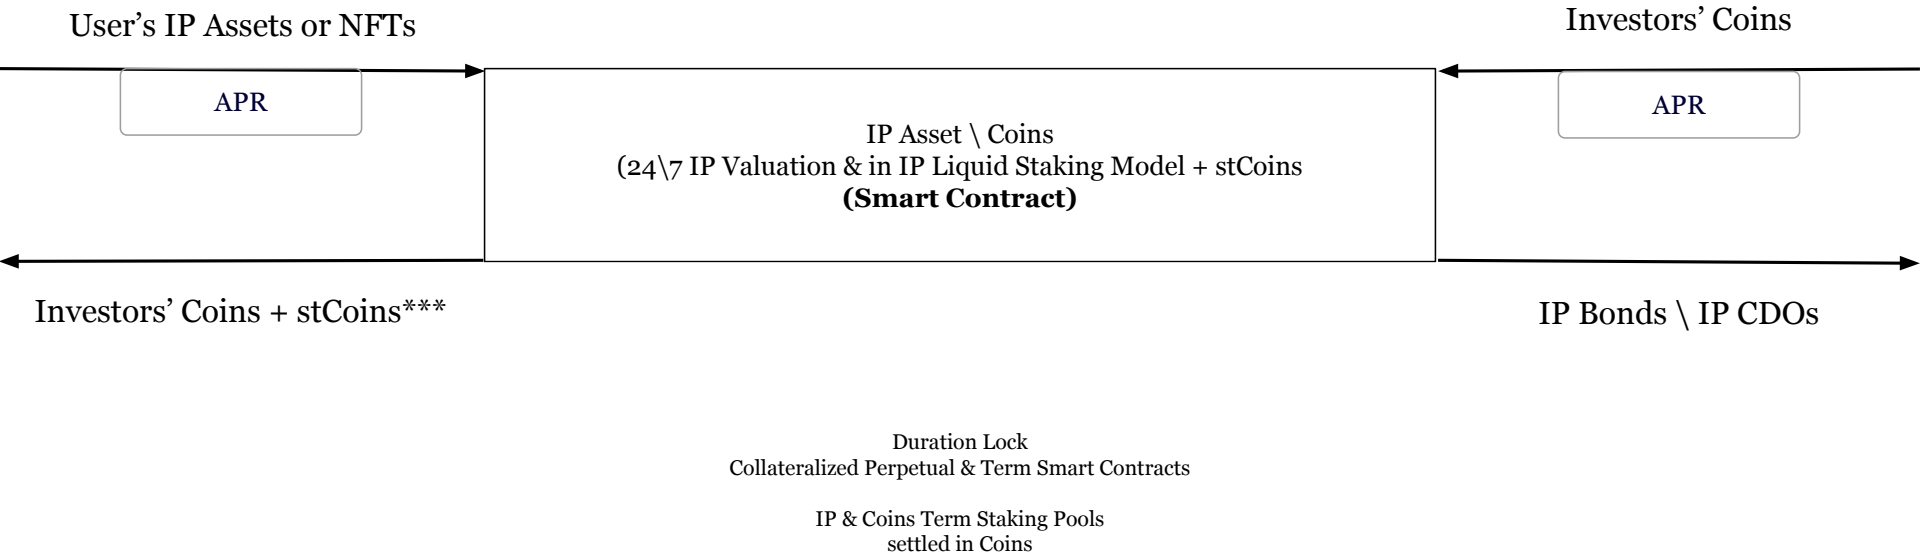 User's IP Assets or NFTs
Investors' Coins
APR
APR
IP Asset \ Coins
(24\7 IP Valuation & in IP Liquid Staking Model + stCoins
(Smart Contract)
Investors' Coins + stCoins***
IP Bonds \ IP CDOs
Duration Lock
Collateralized Perpetual & Term Smart Contracts
IP & Coins Term Staking Pools
settled in Coins